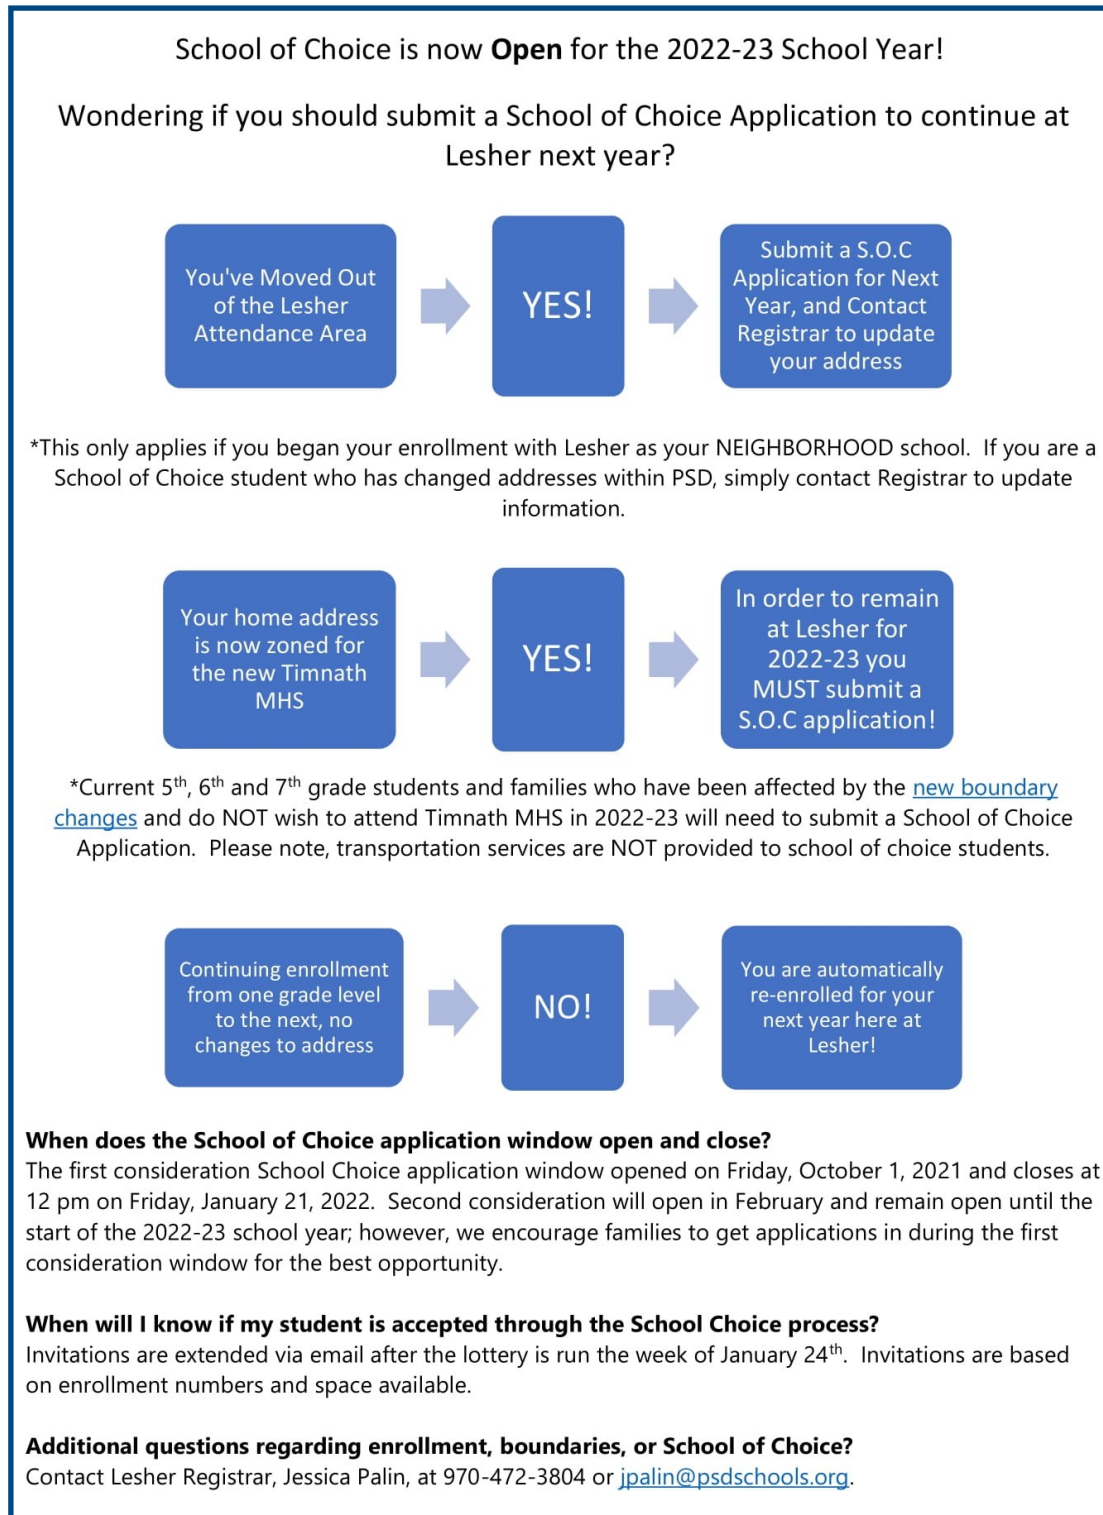 School of Choice is now Open for the 2022-23 School Year!
Wondering if you should submit a School of Choice Application to continue at
Lesher next year?
You've Moved Out
of the Lesher
Attendance Area
YES!
Submit a S.O.C
Application for Next
Year, and Contact
Registrar to update
your address
*This only applies if you began your enrollment with Lesher as your NEIGHBORHOOD school.  If you are a
School of Choice student who has changed addresses within PSD, simply contact Registrar to update
information.
Your home address
is now zoned for
the new Timnath
MHS
YES!
In order to remain
at Lesher for
2022-23 you
MUST submit a
S.O.C application!
*Current 5th, 6th and 7th grade students and families who have been affected by the new boundary
changes and do NOT wish to attend Timnath MHS in 2022-23 will need to submit a School of Choice
Application.  Please note, transportation services are NOT provided to school of choice students.
Continuing enrollment
from one grade level
to the next, no
changes to address
NO!
You are automatically
re-enrolled for your
next year here at
Lesher!
When does the School of Choice application window open and close?
The first consideration School Choice application window opened on Friday, October 1, 2021 and closes at
12 pm on Friday, January 21, 2022.  Second consideration will open in February and remain open until the
start of the 2022-23 school year; however, we encourage families to get applications in during the first
consideration window for the best opportunity.
When will I know if my student is accepted through the School Choice process?
Invitations are extended via email after the lottery is run the week of January 24th.  Invitations are based
on enrollment numbers and space available.
Additional questions regarding enrollment, boundaries, or School of Choice?
Contact Lesher Registrar, Jessica Palin, at 970-472-3804 or jpalin@psdschools.org.